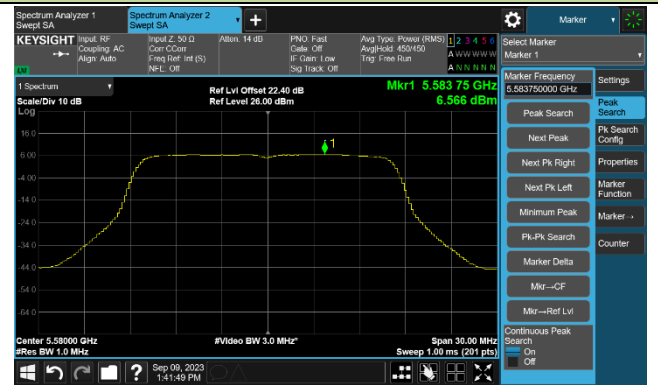 Spectrum Analyzer 1
Swept SA
Spectrum Analyzer 2
Swept SA
Marker
KEYSIGHT
Input: RF
Coupling: AC
Align: Auto
Input Z: 50 Ω
Corr CCorr
Freq Ref: Int (S)
NFE: Off
Atten: 14 dB
PNO: Fast
Gate: Off
IF Gain: Low
Sig Track: Off
Avg Type: Power (RMS)
Avg|Hold: 450/450
Trig: Free Run
1 2 3 4 5 6
A W W W W W
A N N N N N
Select Marker
Marker 1
1 Spectrum
Scale/Div 10 dB
Log
Ref Lvl Offset 22.40 dB
Ref Level 26.00 dBm
Mkr1 5.583 75 GHz
6.566 dBm
16.0
6.00
-4.00
-14.0
-24.0
-34.0
-44.0
-54.0
-64.0
1
Center 5.58000 GHz
#Res BW 1.0 MHz
#Video BW 3.0 MHz*
Span 30.00 MHz
Sweep 1.00 ms (201 pts)
Marker Frequency
5.583750000 GHz
Peak Search
Next Peak
Next Pk Right
Next Pk Left
Minimum Peak
Pk-Pk Search
Marker Delta
Mkr→CF
Mkr→Ref Lvl
Continuous Peak
Search
On
Off
Settings
Peak
Search
Pk Search
Config
Properties
Marker
Function
Marker→
Counter
?
Sep 09, 2023
1:41:49 PM